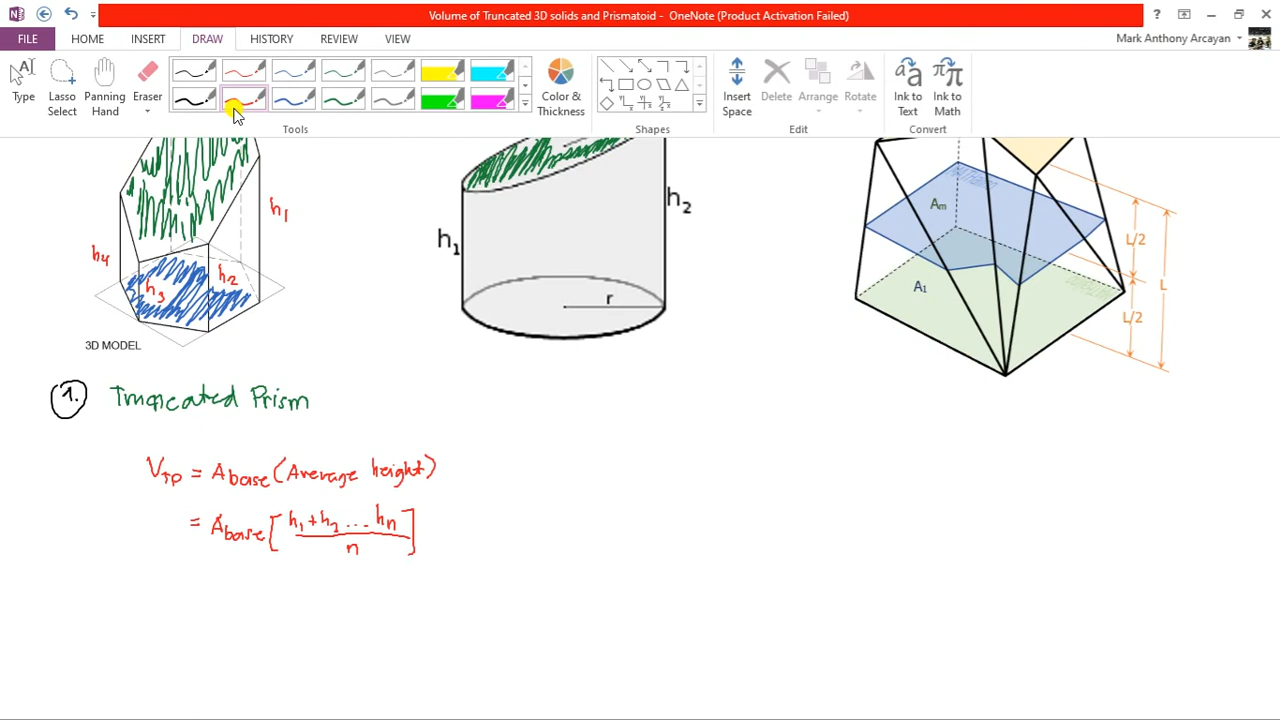 Volume of Truncated 3D solids and Prismatoid - OneNote (Product Activation Failed)
?
FILE HOME INSERT DRAW HISTORY REVIEW VIEW
Mark Anthony Arcayan
Type
Lasso Select
Panning Hand
Eraser
Color & Thickness
Insert Space
Delete
Arrange
Rotate
Ink to Text
Ink to Math
Tools
Shapes
Edit
Convert
h1
h4
h3
h2
3D MODEL
h1
h2
r
Am
A1
L/2
L/2
L
1. Truncated Prism
VTP = Abase (Average height)
= Abase [ h1 + h2 ... hn / n ]